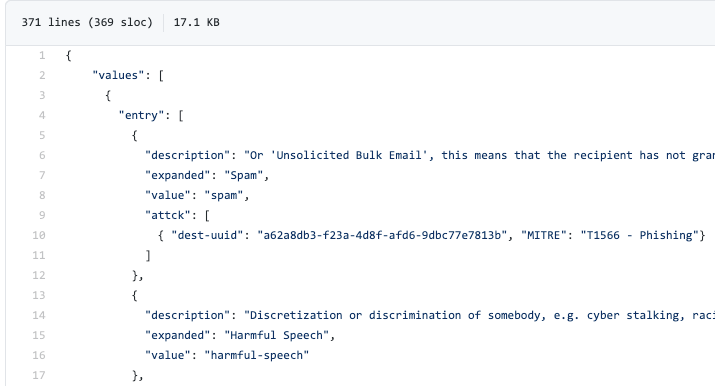 371 lines (369 sloc) 17.1 KB
1 {
2 "values": [
3 {
4 "entry": [
5 {
6 "description": "Or 'Unsolicited Bulk Email', this means that the recipient has not gran
7 "expanded": "Spam",
8 "value": "spam",
9 "attck": [
10 { "dest-uuid": "a62a8db3-f23a-4d8f-afd6-9dbc77e7813b", "MITRE": "T1566 - Phishing"}
11 ]
12 },
13 {
14 "description": "Discretization or discrimination of somebody, e.g. cyber stalking, raci
15 "expanded": "Harmful Speech",
16 "value": "harmful-speech"
17 },